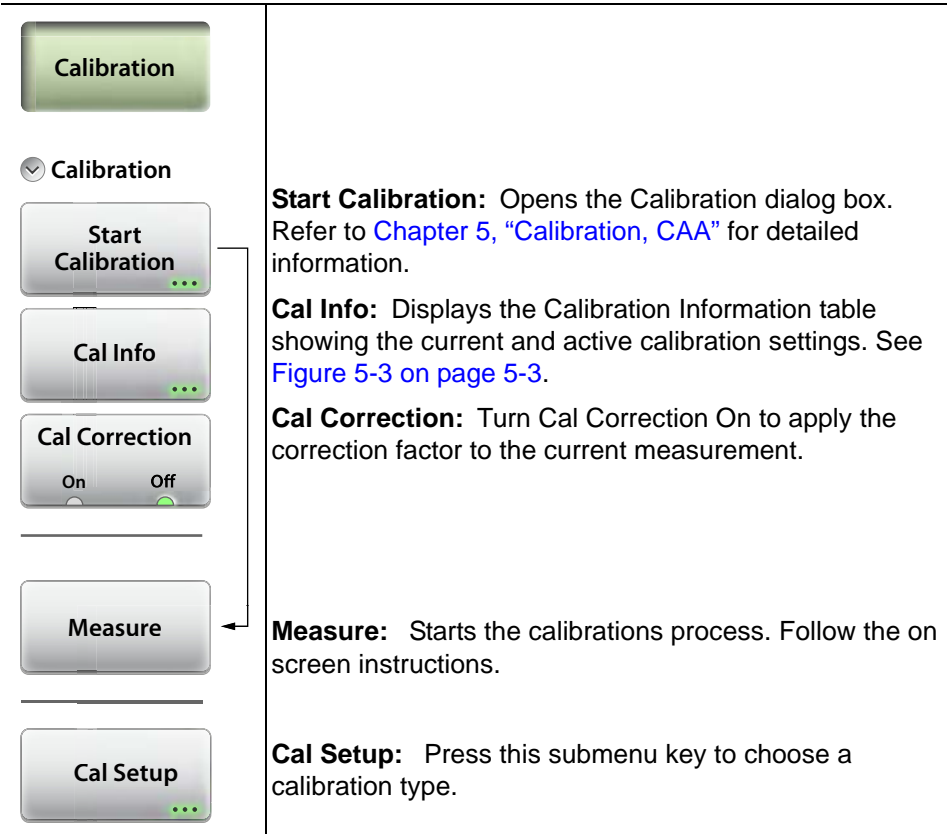 Calibration
Calibration
Start
Calibration
Cal Info
Cal Correction
On Off
Measure
Cal Setup
Start Calibration: Opens the Calibration dialog box.
Refer to Chapter 5, “Calibration, CAA” for detailed
information.
Cal Info: Displays the Calibration Information table
showing the current and active calibration settings. See
Figure 5-3 on page 5-3.
Cal Correction: Turn Cal Correction On to apply the
correction factor to the current measurement.
Measure: Starts the calibrations process. Follow the on
screen instructions.
Cal Setup: Press this submenu key to choose a
calibration type.